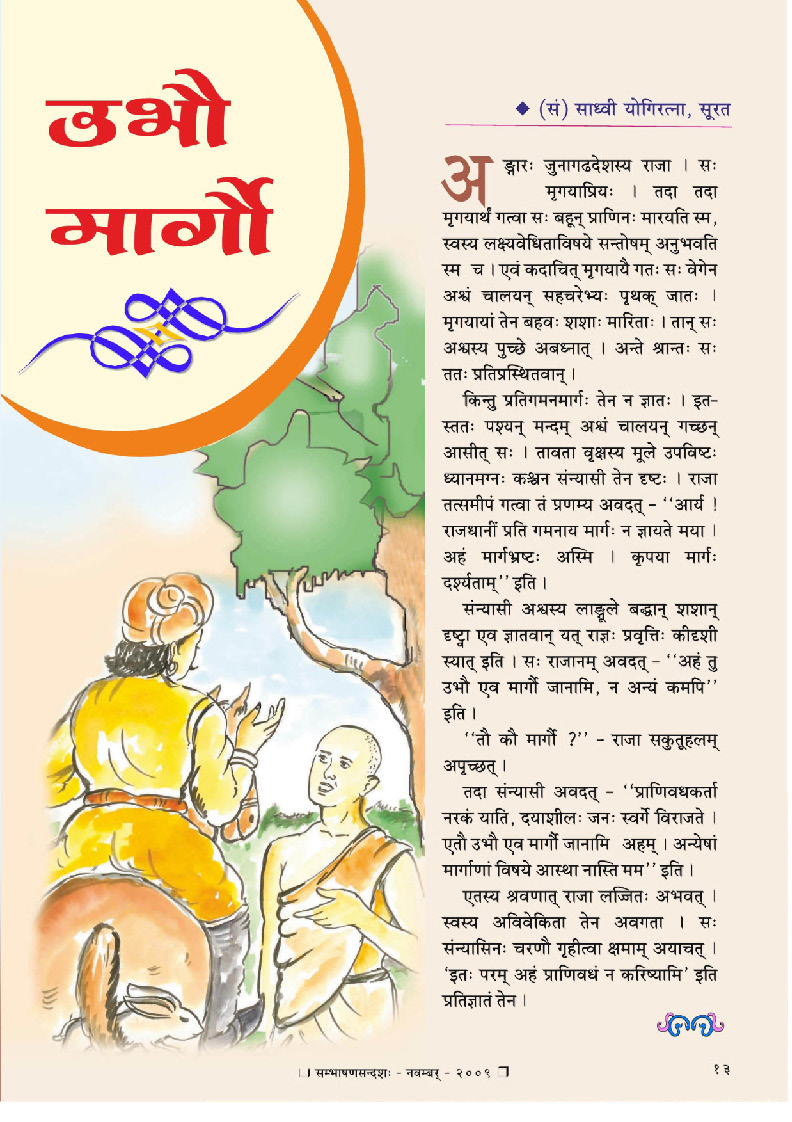 उभौ
मार्गौ
◆ (सं) साध्वी योगिरत्ना, सूरत
अङ्गारः जुनागढदेशस्य राजा । सः
मृगयाप्रियः । तदा तदा
मृगयार्थं गत्वा सः बहून् प्राणिनः मारयति स्म,
स्वस्य लक्ष्यवेधिताविषये सन्तोषम् अनुभवति
स्म च । एवं कदाचित् मृगयायै गतः सः वेगेन
अश्वं चालयन् सहचरेभ्यः पृथक् जातः ।
मृगयायां तेन बहवः शशाः मारिताः । तान् सः
अश्वस्य पुच्छे अबध्नात् । अन्ते श्रान्तः सः
ततः प्रतिप्रस्थितवान् ।
किन्तु प्रतिगमनमार्गः तेन न ज्ञातः । इत-
स्ततः पश्यन् मन्दम् अश्वं चालयन् गच्छन्
आसीत् सः । तावता वृक्षस्य मूले उपविष्टः
ध्यानमग्नः कश्चन संन्यासी तेन दृष्टः । राजा
तत्समीपं गत्वा तं प्रणम्य अवदत् - ‘‘आर्य !
राजधानीं प्रति गमनाय मार्गः न ज्ञायते मया ।
अहं मार्गभ्रष्टः अस्मि । कृपया मार्गः
दर्श्यताम्’’ इति ।
संन्यासी अश्वस्य लाङ्गूले बद्धान् शशान्
दृष्ट्वा एव ज्ञातवान् यत् राज्ञः प्रवृत्तिः कीदृशी
स्यात् इति । सः राजानम् अवदत् - ‘‘अहं तु
उभौ एव मार्गौ जानामि, न अन्यं कमपि’’
इति ।
‘‘तौ कौ मार्गौ ?’’ - राजा सकुतूहलम्
अपृच्छत् ।
तदा संन्यासी अवदत् - ‘‘प्राणिवधकर्ता
नरकं याति, दयाशीलः जनः स्वर्गे विराजते ।
एतौ उभौ एव मार्गौ जानामि अहम् । अन्येषां
मार्गाणां विषये आस्था नास्ति मम’’ इति ।
एतस्य श्रवणात् राजा लज्जितः अभवत् ।
स्वस्य अविवेकिता तेन अवगता । सः
संन्यासिनः चरणौ गृहीत्वा क्षमाम् अयाचत् ।
‘इतः परम् अहं प्राणिवधं न करिष्यामि’ इति
प्रतिज्ञातं तेन ।
❑ सम्भाषणसन्दशः - नवम्बर् - २००९ ❑
१३